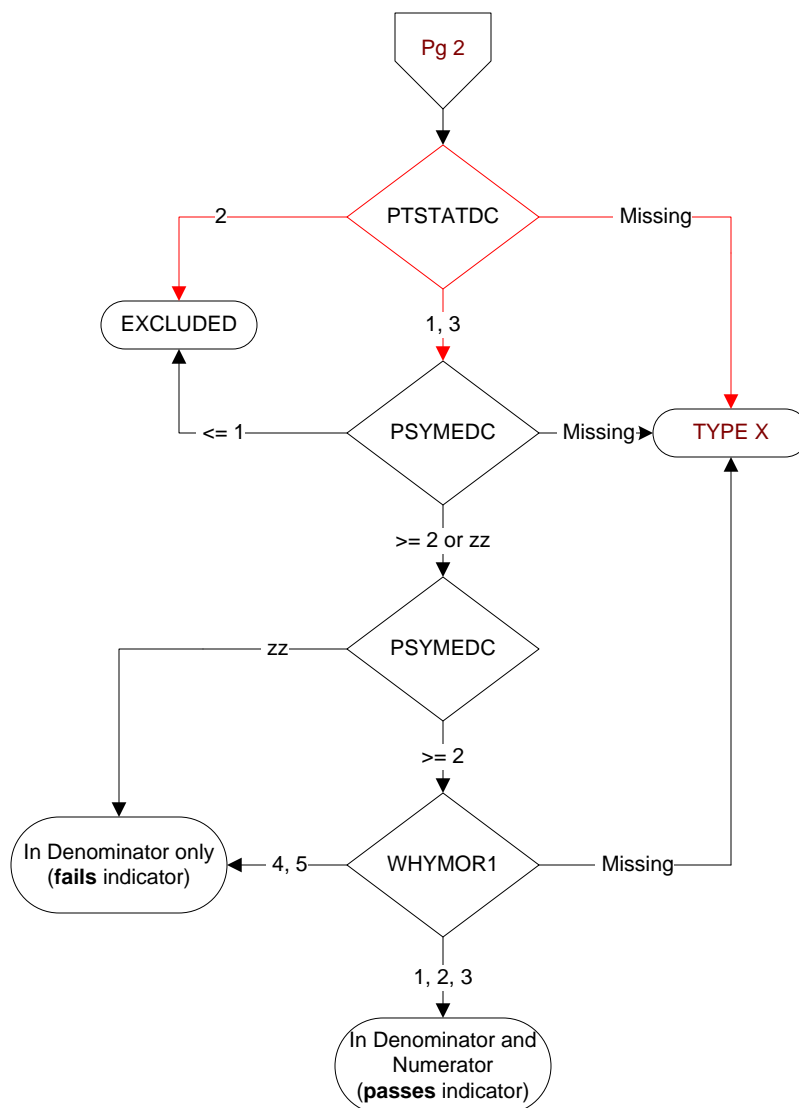 Pg 2
PTSTATDC
2
Missing
EXCLUDED
1, 3
PSYMEDC
<= 1
Missing
TYPE X
>= 2 or zz
PSYMEDC
zz
>= 2
In Denominator only
(fails indicator)
4, 5
WHYMOR1
Missing
1, 2, 3
In Denominator and
Numerator
(passes indicator)